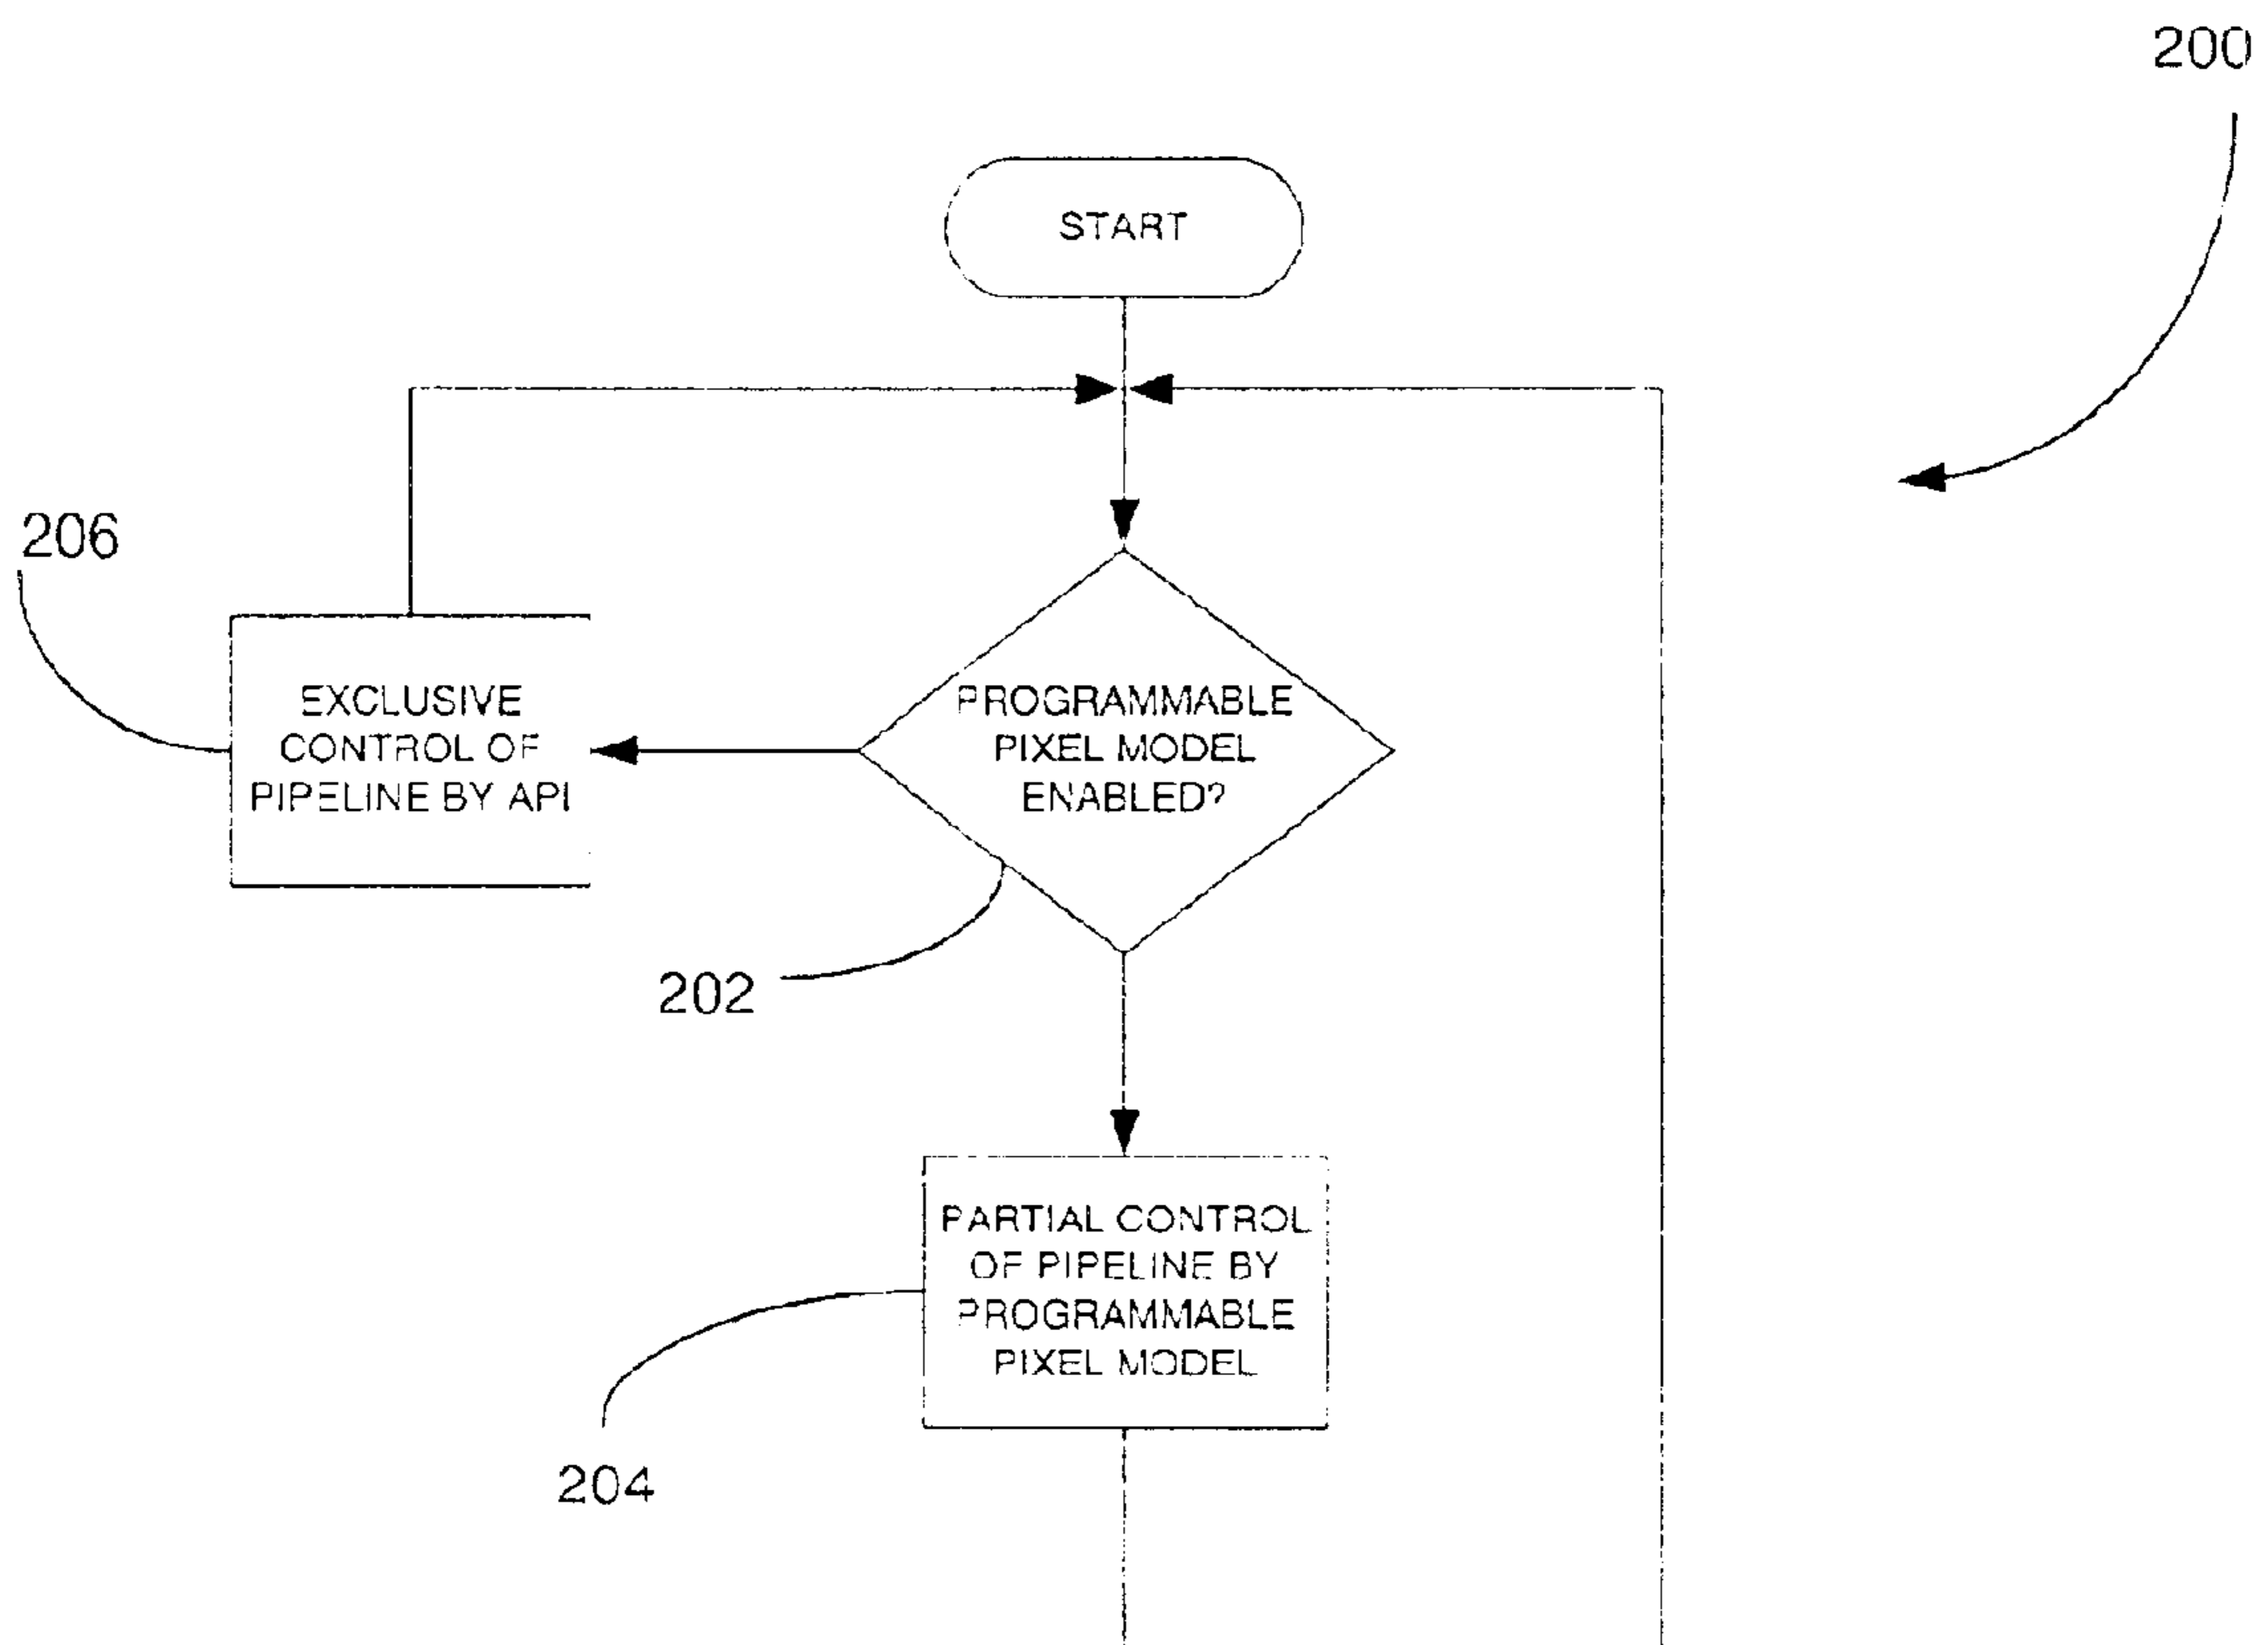 200
START
206
EXCLUSIVE
CONTROL OF
PIPELINE BY API
PROGRAMMABLE
PIXEL MODEL
ENABLED?
202
PARTIAL CONTROL
OF PIPELINE BY
PROGRAMMABLE
PIXEL MODEL
204